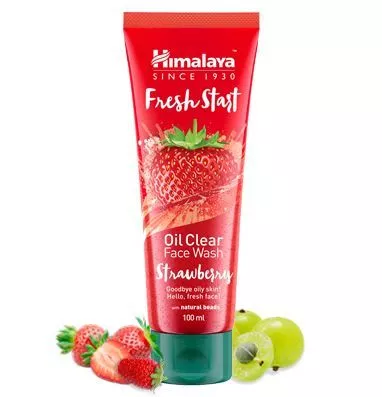 Himalaya
SINCE 1930
Fresh Start
Oil Clear
Face Wash
Strawberry
Goodbye oily skin!
Hello, fresh face!
with natural beads
100 ml